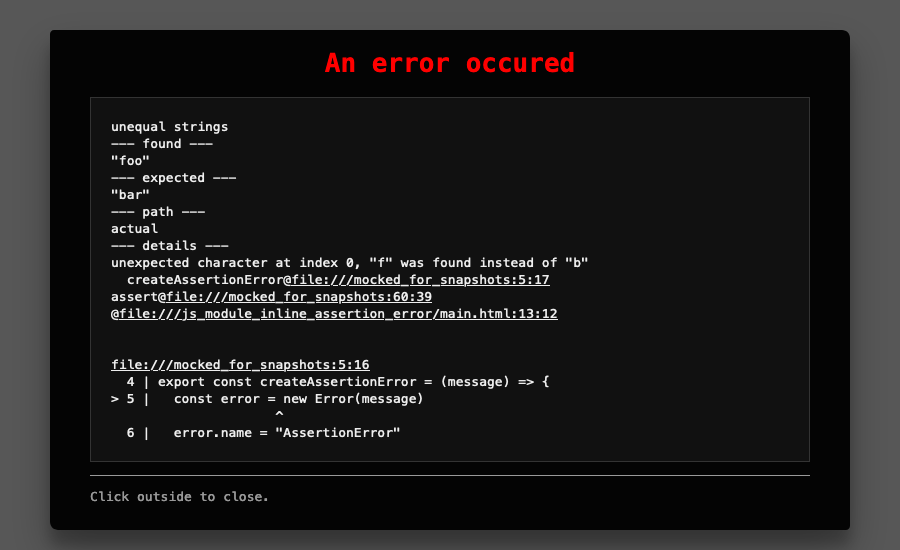 An error occured
unequal strings
--- found ---
"foo"
--- expected ---
"bar"
--- path ---
actual
--- details ---
unexpected character at index 0, "f" was found instead of "b"
  createAssertionError@file:///mocked_for_snapshots:5:17
assert@file:///mocked_for_snapshots:60:39
@file:///js_module_inline_assertion_error/main.html:13:12
file:///mocked_for_snapshots:5:16
  4 | export const createAssertionError = (message) => {
> 5 |   const error = new Error(message)
                     ^
  6 |   error.name = "AssertionError"
Click outside to close.